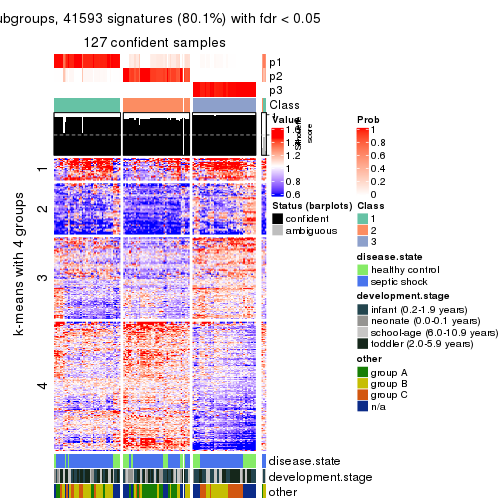 ubgroups, 41593 signatures (80.1%) with fdr < 0.05
127 confident samples
p1
p2
p3
Class
1
2
3
4
k-means with 4 groups
Silhouette
score
Value
1.4
1.2
1
0.8
0.6
Prob
1
0.8
0.6
0.4
0.2
0
Status (barplots)
confident
ambiguous
Class
1
2
3
disease.state
healthy control
septic shock
development.stage
infant (0.2-1.9 years)
neonate (0.0-0.1 years)
school-age (6.0-10.9 years)
toddler (2.0-5.9 years)
other
group A
group B
group C
n/a
disease.state
development.stage
other